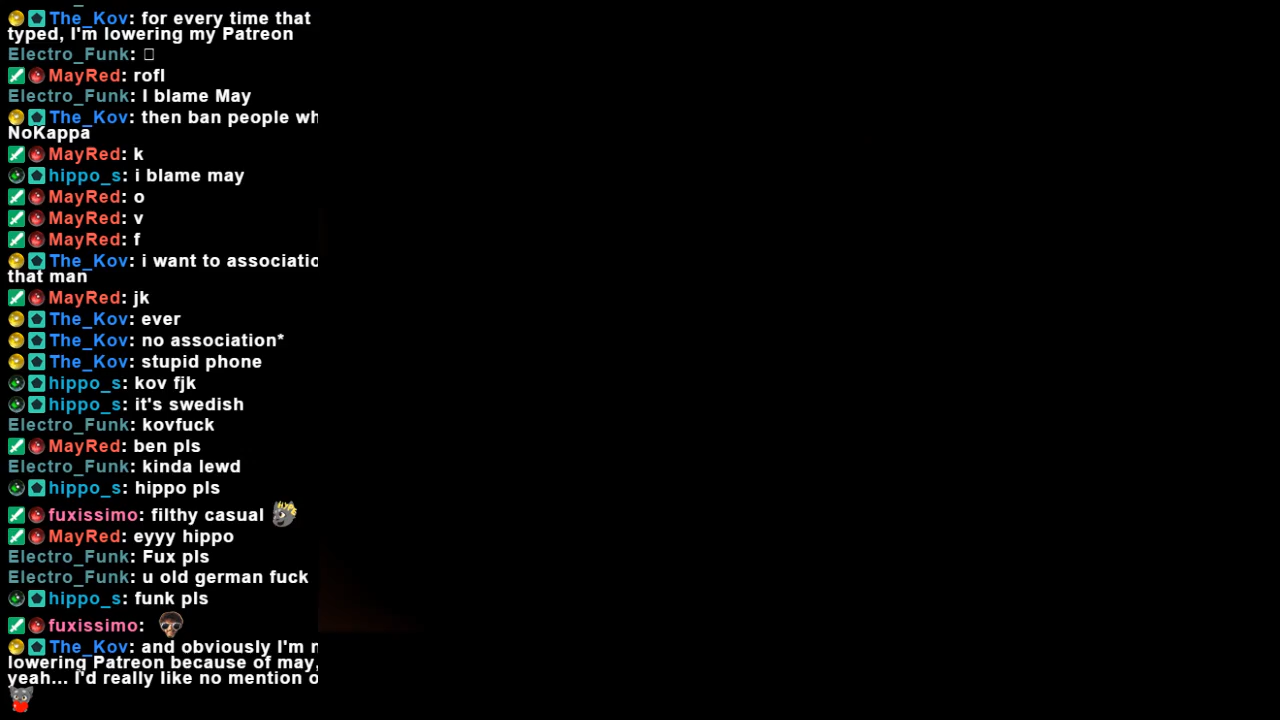 The_Kov: for every time that
typed, I'm lowering my Patreon
Electro_Funk:
MayRed: rofl
Electro_Funk: I blame May
The_Kov: then ban people wh
NoKappa
MayRed: k
hippo_s: i blame may
MayRed: o
MayRed: v
MayRed: f
The_Kov: i want to associatio
that man
MayRed: jk
The_Kov: ever
The_Kov: no association*
The_Kov: stupid phone
hippo_s: kov fjk
hippo_s: it's swedish
Electro_Funk: kovfuck
MayRed: ben pls
Electro_Funk: kinda lewd
hippo_s: hippo pls
fuxissimo: filthy casual
MayRed: eyyy hippo
Electro_Funk: Fux pls
Electro_Funk: u old german fuck
hippo_s: funk pls
fuxissimo:
The_Kov: and obviously I'm n
lowering Patreon because of may,
yeah... I'd really like no mention o